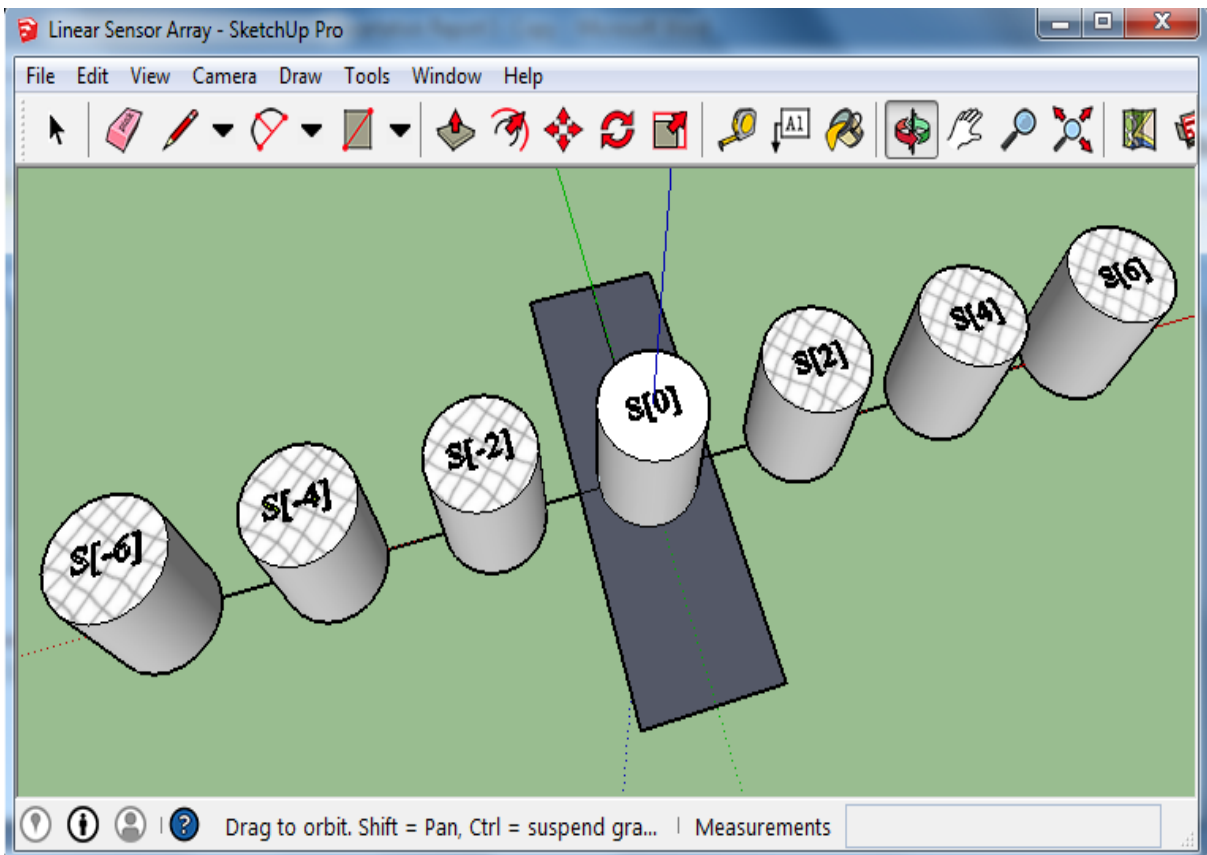 Linear Sensor Array - SketchUp Pro
File Edit View Camera Draw Tools Window Help
A1
S[6]
S[4]
S[2]
S[0]
S[-2]
S[-4]
S[-6]
Drag to orbit. Shift = Pan, Ctrl = suspend gra... Measurements